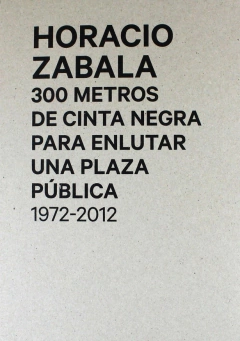 HORACIO
ZABALA
300 METROS
DE CINTA NEGRA
PARA ENLUTAR
UNA PLAZA
PÚBLICA
1972-2012